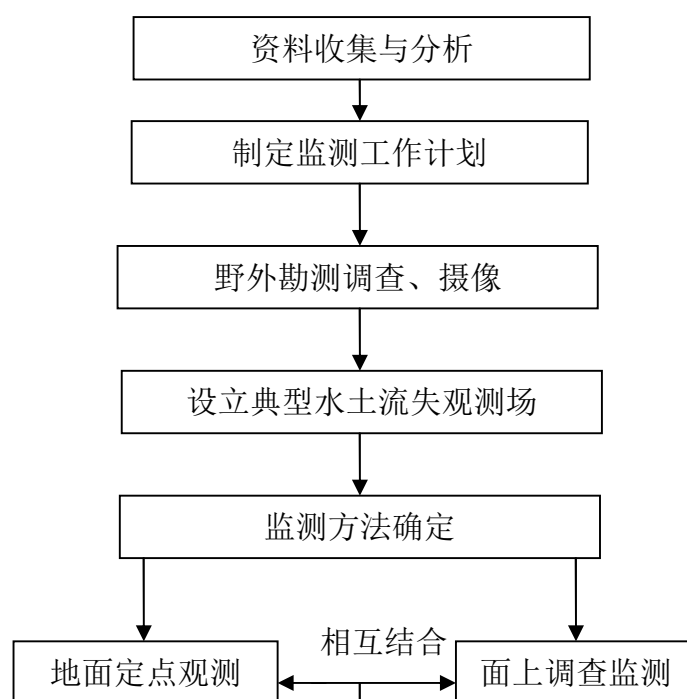 资料收集与分析
制定监测工作计划
野外勘测调查、摄像
设立典型水土流失观测场
监测方法确定
相互结合
地面定点观测
面上调查监测